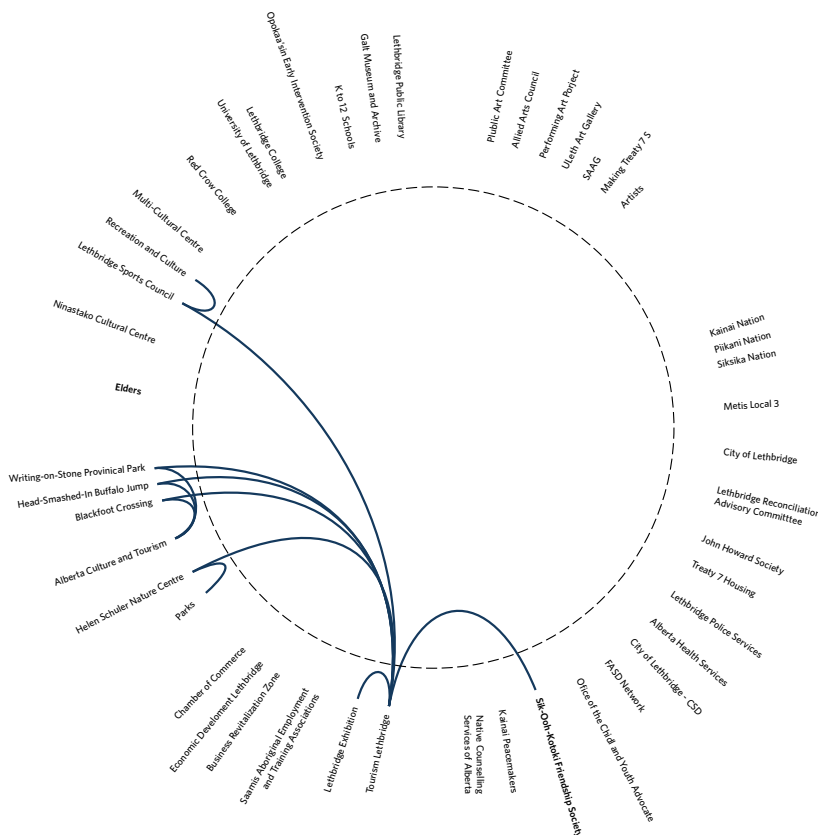 Opokaa'sin Early Intervention Society
K to 12 Schools
Galt Museum and Archive
Lethbridge Public Library
Plublic Art Committee
Allied Arts Council
Performing Art Porject
ULeth Art Gallery
SAAG
Making Treaty 7 S
Artists
Kainai Nation
Piikani Nation
Siksika Nation
Metis Local 3
City of Lethbridge
Lethbridge Reconciliation
Advisory Committtee
John Howard Society
Treaty 7 Housing
Lethbridge Police Services
Alberta Health Services
City of Lethbridge - CSD
FASD Network
Ofice of the Chidl and Youth Advocate
Sik-Ooh-Kotoki Friendship Society
Kainai Peacemakers
Native Counselling
Services of Alberta
Tourism Lethbridge
Lethbridge Exhibition
Saamis Aboriginal Employment
and Training Associations
Business Revitalization Zone
Economic Develoment Lethbridge
Chamber of Commerce
Parks
Helen Schuler Nature Centre
Alberta Culture and Tourism
Blackfoot Crossing
Head-Smashed-In Buffalo Jump
Writing-on-Stone Provinical Park
Elders
Ninastako Cultural Centre
Lethbridge Sports Council
Recreation and Culture
Multi-Cultural Centre
Red Crow College
University of Lethbridge
Lethbridge College